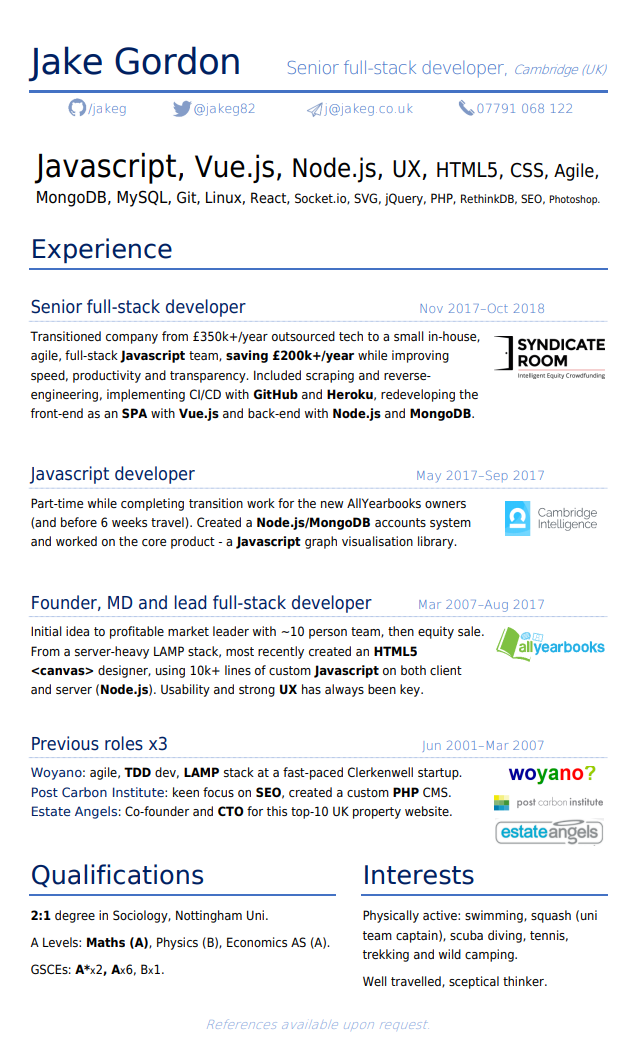 Jake Gordon Senior full-stack developer, Cambridge (UK)
/jakeg @jakeg82 j@jakeg.co.uk 07791 068 122
Javascript, Vue.js, Node.js, UX, HTML5, CSS, Agile,
MongoDB, MySQL, Git, Linux, React, Socket.io, SVG, jQuery, PHP, RethinkDB, SEO, Photoshop.
Experience
Senior full-stack developer Nov 2017–Oct 2018
Transitioned company from £350k+/year outsourced tech to a small in-house,
agile, full-stack Javascript team, saving £200k+/year while improving
speed, productivity and transparency. Included scraping and reverse-
engineering, implementing CI/CD with GitHub and Heroku, redeveloping the
front-end as an SPA with Vue.js and back-end with Node.js and MongoDB.
SYNDICATE
ROOM
Intelligent Equity Crowdfunding
Javascript developer May 2017–Sep 2017
Part-time while completing transition work for the new AllYearbooks owners
(and before 6 weeks travel). Created a Node.js/MongoDB accounts system
and worked on the core product - a Javascript graph visualisation library.
Cambridge
Intelligence
Founder, MD and lead full-stack developer Mar 2007–Aug 2017
Initial idea to profitable market leader with ~10 person team, then equity sale.
From a server-heavy LAMP stack, most recently created an HTML5
<canvas> designer, using 10k+ lines of custom Javascript on both client
and server (Node.js). Usability and strong UX has always been key.
allyearbooks
Previous roles x3 Jun 2001–Mar 2007
Woyano: agile, TDD dev, LAMP stack at a fast-paced Clerkenwell startup.
Post Carbon Institute: keen focus on SEO, created a custom PHP CMS.
Estate Angels: Co-founder and CTO for this top-10 UK property website.
woyano?
post carbon institute
estateangels
Qualifications
2:1 degree in Sociology, Nottingham Uni.
A Levels: Maths (A), Physics (B), Economics AS (A).
GSCEs: A*x2, Ax6, Bx1.
Interests
Physically active: swimming, squash (uni
team captain), scuba diving, tennis,
trekking and wild camping.
Well travelled, sceptical thinker.
References available upon request.